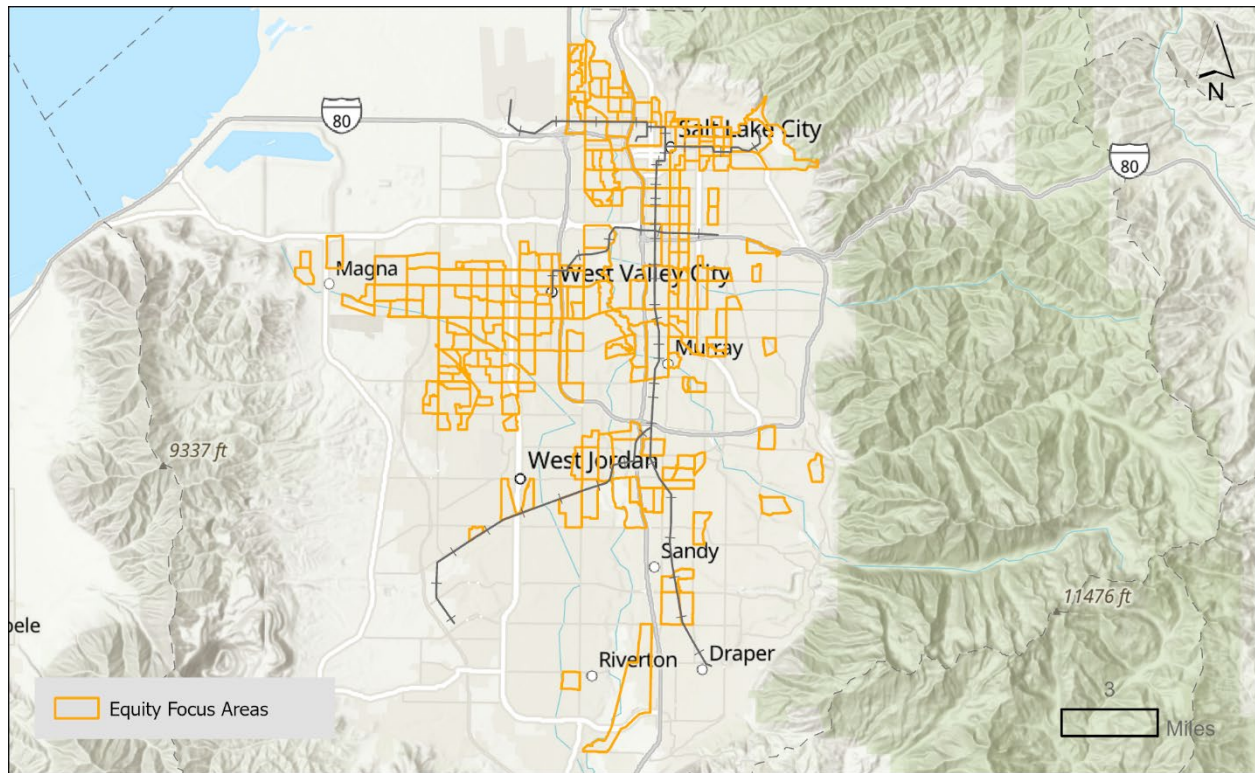 N
80
Salt Lake City
80
Magna
West Valley City
Murray
9337 ft
West Jordan
Sandy
11476 ft
pele
Riverton
Draper
3
Miles
Equity Focus Areas